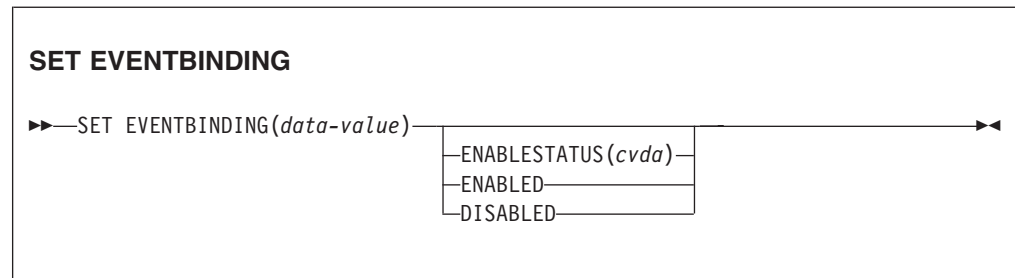 SET EVENTBINDING
SET EVENTBINDING(data-value)
ENABLESTATUS(cvda)
ENABLED
DISABLED